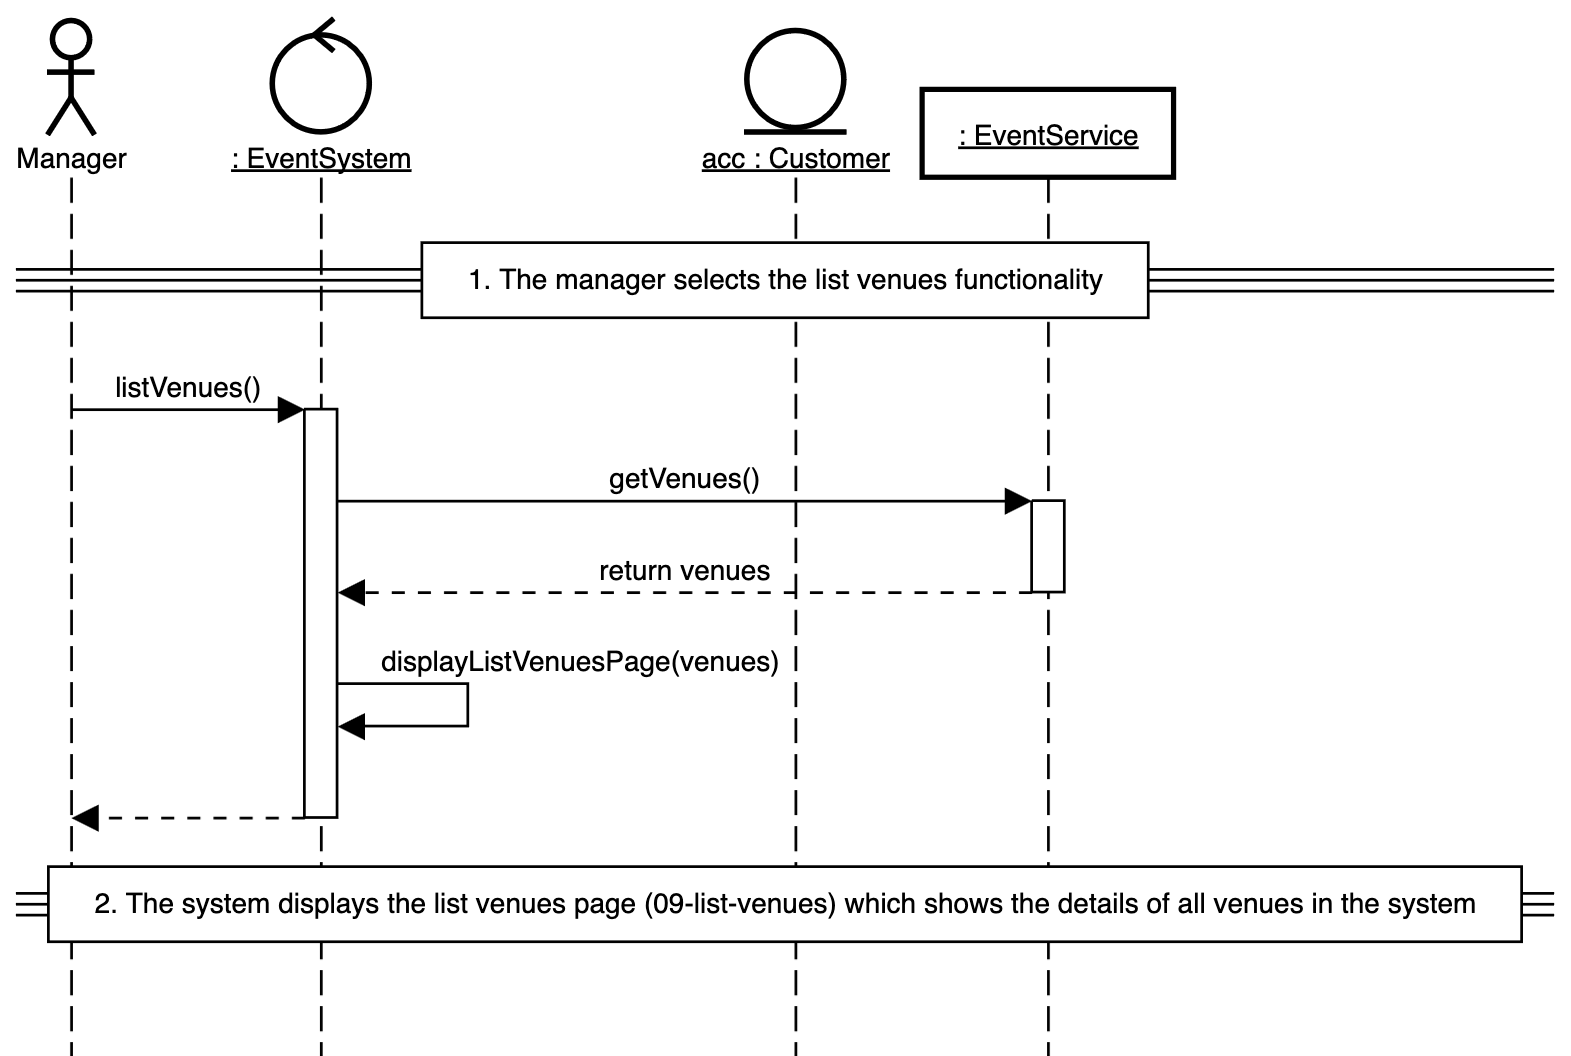 Manager
: EventSystem
acc : Customer
: EventService
1. The manager selects the list venues functionality
listVenues()
getVenues()
return venues
displayListVenuesPage(venues)
2. The system displays the list venues page (09-list-venues) which shows the details of all venues in the system